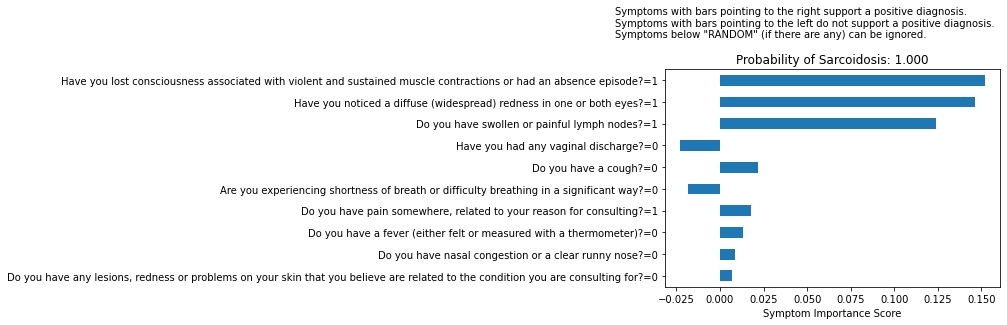 Symptoms with bars pointing to the right support a positive diagnosis.
Symptoms with bars pointing to the left do not support a positive diagnosis.
Symptoms below "RANDOM" (if there are any) can be ignored.
Probability of Sarcoidosis: 1.000
Have you lost consciousness associated with violent and sustained muscle contractions or had an absence episode?=1
Have you noticed a diffuse (widespread) redness in one or both eyes?=1
Do you have swollen or painful lymph nodes?=1
Have you had any vaginal discharge?=0
Do you have a cough?=0
Are you experiencing shortness of breath or difficulty breathing in a significant way?=0
Do you have pain somewhere, related to your reason for consulting?=1
Do you have a fever (either felt or measured with a thermometer)?=0
Do you have nasal congestion or a clear runny nose?=0
Do you have any lesions, redness or problems on your skin that you believe are related to the condition you are consulting for?=0
−0.025 0.000 0.025 0.050 0.075 0.100 0.125 0.150
Symptom Importance Score